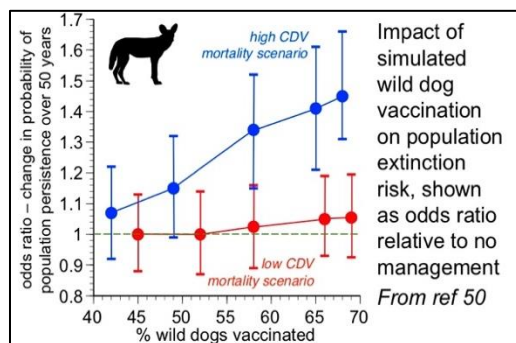 odds ratio – change in probability of
population persistence over 50 years
1.7
1.6
1.5
1.4
1.3
1.2
1.1
1
0.9
0.8
high CDV
mortality scenario
low CDV
mortality scenario
40 45 50 55 60 65 70
% wild dogs vaccinated
Impact of
simulated
wild dog
vaccination
on population
extinction
risk, shown
as odds ratio
relative to no
management
From ref 50